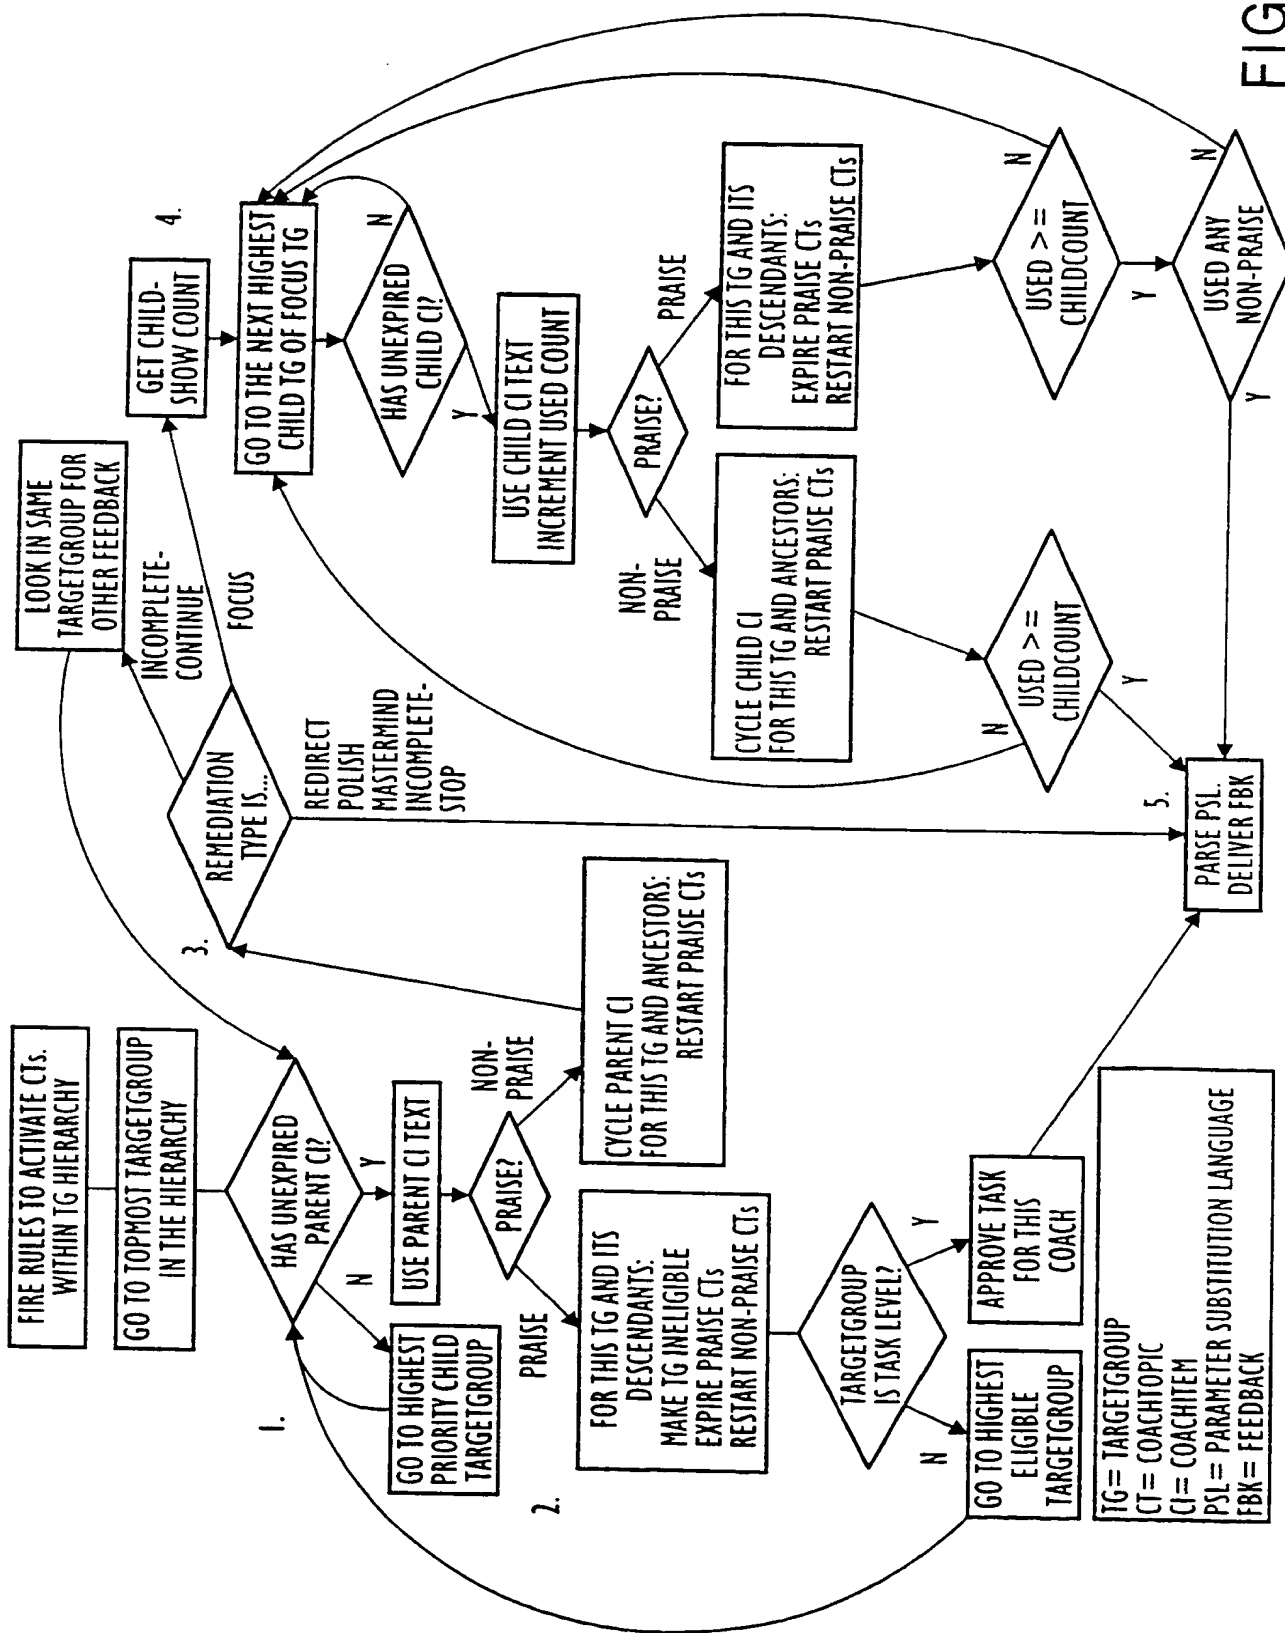 FIRE RULES TO ACTIVATE CTs.
WITHIN TG HIERARCHY
GO TO TOPMOST TARGETGROUP
IN THE HIERARCHY
1.
HAS UNEXPIRED
PARENT CI?
N
Y
GO TO HIGHEST
PRIORITY CHILD
TARGETGROUP
USE PARENT CI TEXT
PRAISE?
PRAISE
NON-
PRAISE
2.
FOR THIS TG AND ITS
DESCENDANTS:
MAKE TG INELIGIBLE
EXPIRE PRAISE CTs
RESTART NON-PRAISE CTs
CYCLE PARENT CI
FOR THIS TG AND ANCESTORS:
RESTART PRAISE CTs
TARGETGROUP
IS TASK LEVEL?
N
Y
GO TO HIGHEST
ELIGIBLE
TARGETGROUP
APPROVE TASK
FOR THIS
COACH
TG= TARGETGROUP
CT= COACHTOPIC
CI= COACHITEM
PSL= PARAMETER SUBSTITUTION LANGUAGE
FBK= FEEDBACK
3.
REMEDIATION
TYPE IS...
LOOK IN SAME
TARGETGROUP FOR
OTHER FEEDBACK
INCOMPLETE-
CONTINUE
FOCUS
REDIRECT
POLISH
MASTERMIND
INCOMPLETE-
STOP
4.
GET CHILD-
SHOW COUNT
GO TO THE NEXT HIGHEST
CHILD TG OF FOCUS TG
HAS UNEXPIRED
CHILD CI?
N
Y
USE CHILD CI TEXT
INCREMENT USED COUNT
PRAISE?
NON-
PRAISE
PRAISE
CYCLE CHILD CI
FOR THIS TG AND ANCESTORS:
RESTART PRAISE CTs
FOR THIS TG AND ITS
DESCENDANTS:
EXPIRE PRAISE CTs
RESTART NON-PRAISE CTs
USED >=
CHILDCOUNT
N
Y
USED >=
CHILDCOUNT
N
Y
USED ANY
NON-PRAISE
N
Y
5.
PARSE PSL.
DELIVER FBK
FIG